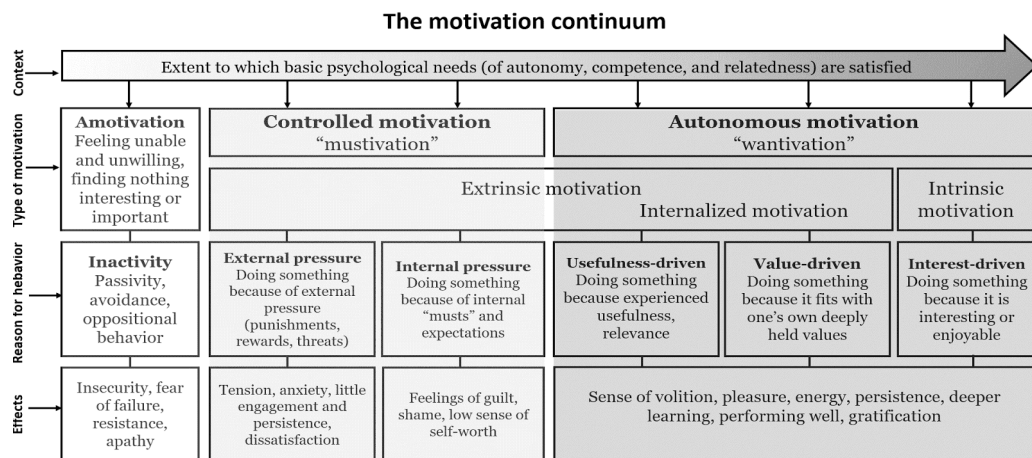 The motivation continuum
Context
Extent to which basic psychological needs (of autonomy, competence, and relatedness) are satisfied
Type of motivation
Amotivation
Feeling unable
and unwilling,
finding nothing
interesting or
important
Controlled motivation
“mustivation”
Autonomous motivation
“wantivation”
Extrinsic motivation
Internalized motivation
Intrinsic
motivation
Reason for hebavior
Inactivity
Passivity,
avoidance,
oppositional
behavior
External pressure
Doing something
because of external
pressure
(punishments,
rewards, threats)
Internal pressure
Doing something
because of internal
“musts” and
expectations
Usefulness-driven
Doing something
because experienced
usefulness,
relevance
Value-driven
Doing something
because it fits with
one’s own deeply
held values
Interest-driven
Doing something
because it is
interesting or
enjoyable
Effects
Insecurity, fear
of failure,
resistance,
apathy
Tension, anxiety, little
engagement and
persistence,
dissatisfaction
Feelings of guilt,
shame, low sense of
self-worth
Sense of volition, pleasure, energy, persistence, deeper
learning, performing well, gratification